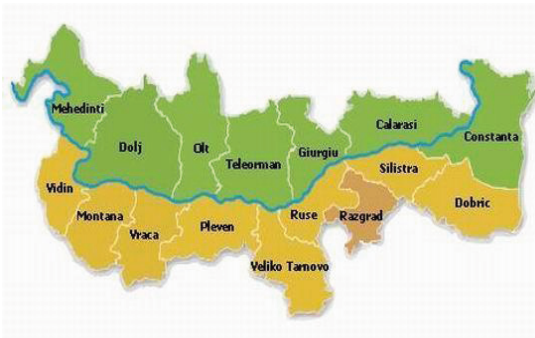 Mehedinti
Dolj
Olt
Teleorman
Giurgiu
Calarasi
Constanta
Vidin
Montana
Vraca
Pleven
Veliko Tarnovo
Ruse
Razgrad
Silistra
Dobric